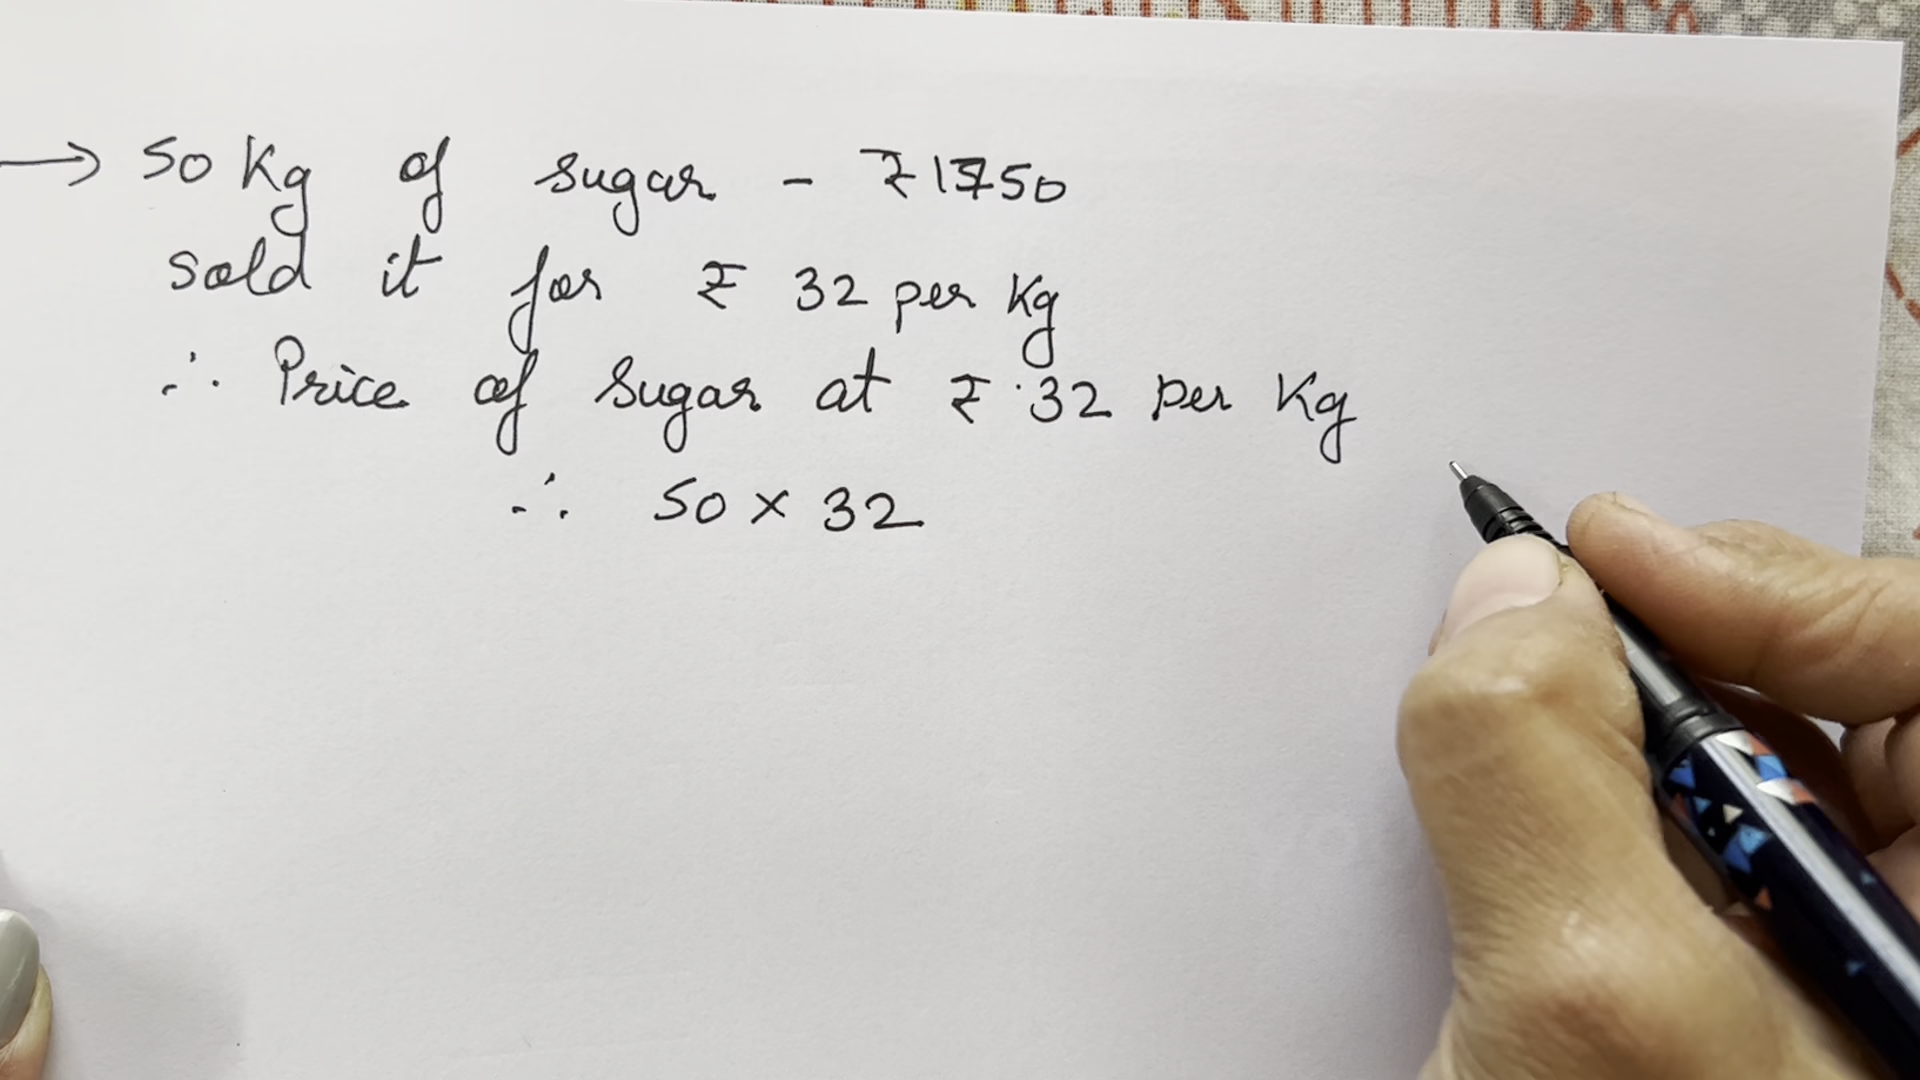 → 50 Kg of sugar - ₹1750
sold it for ₹ 32 per Kg
∴ Price of Sugar at ₹ 32 Per Kg
∴ 50 × 32